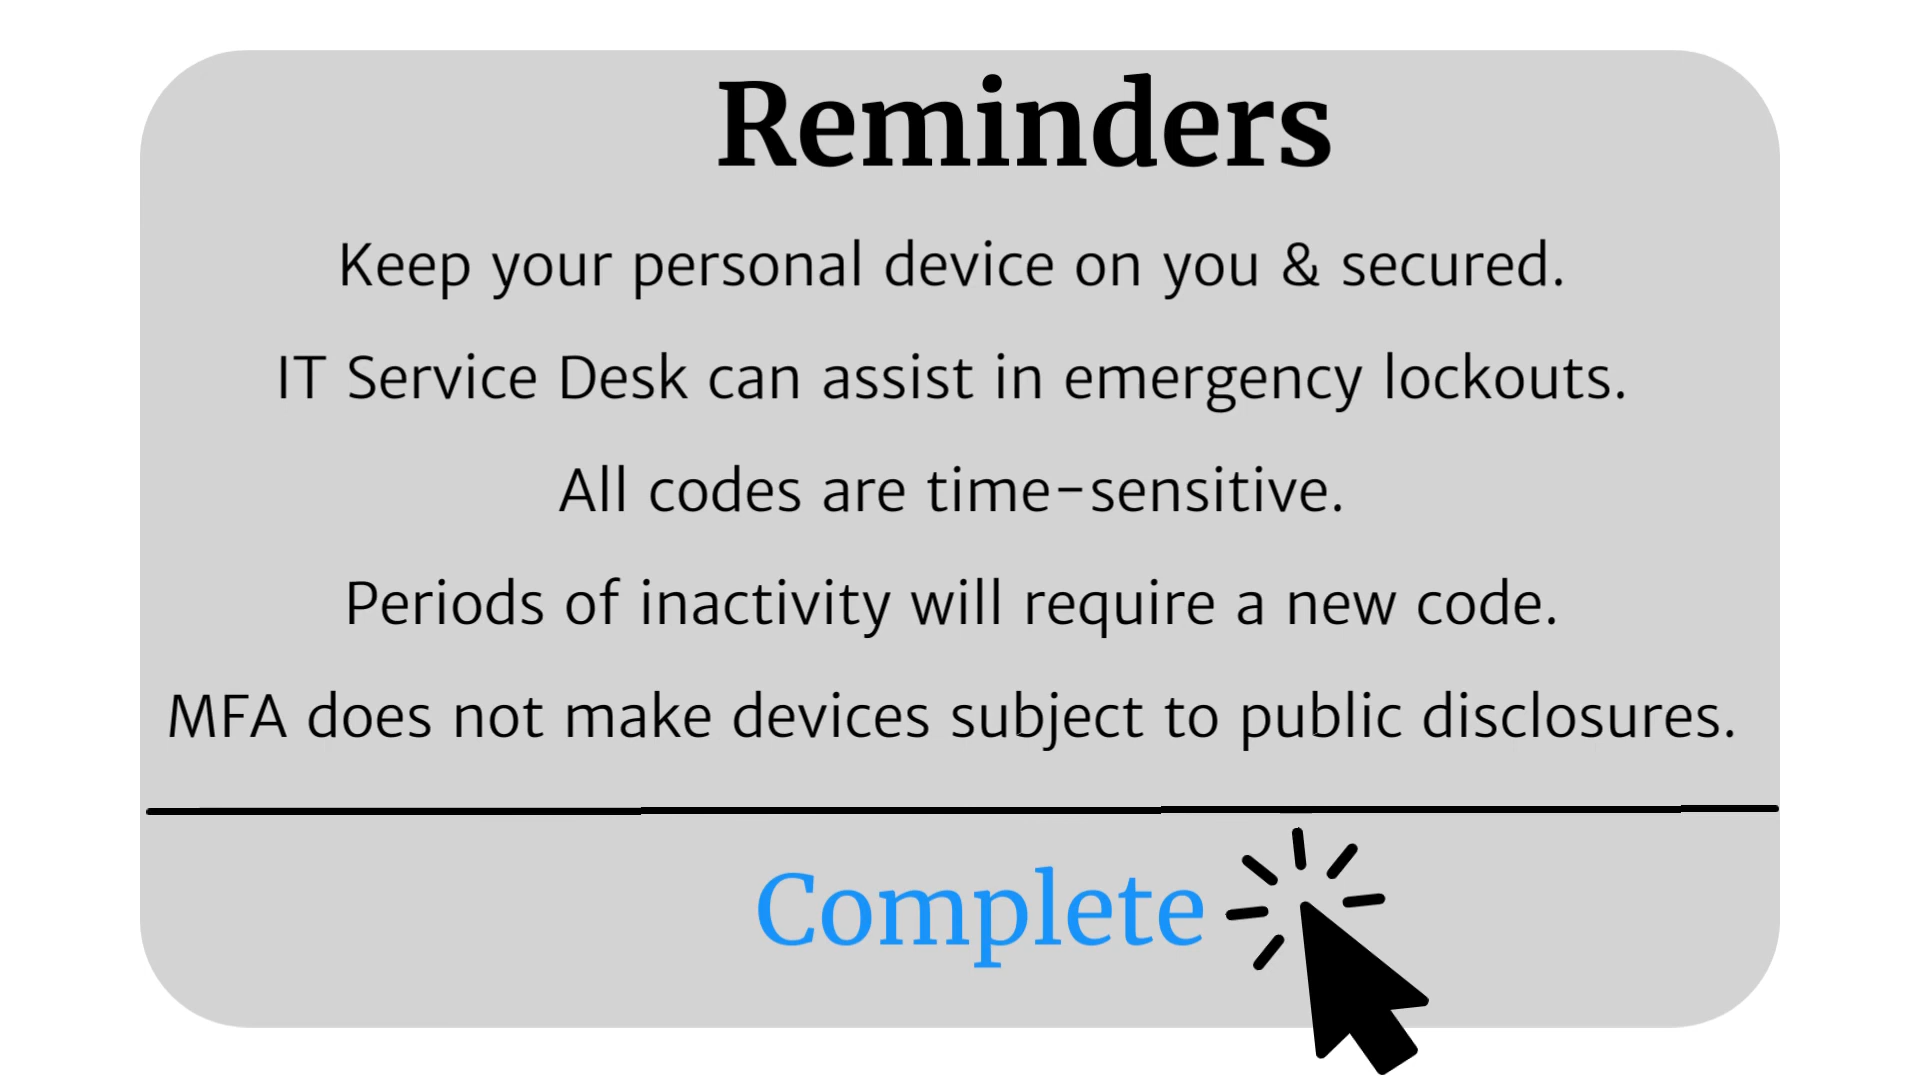 Reminders
Keep your personal device on you & secured.
IT Service Desk can assist in emergency lockouts.
All codes are time-sensitive.
Periods of inactivity will require a new code.
MFA does not make devices subject to public disclosures.
Complete